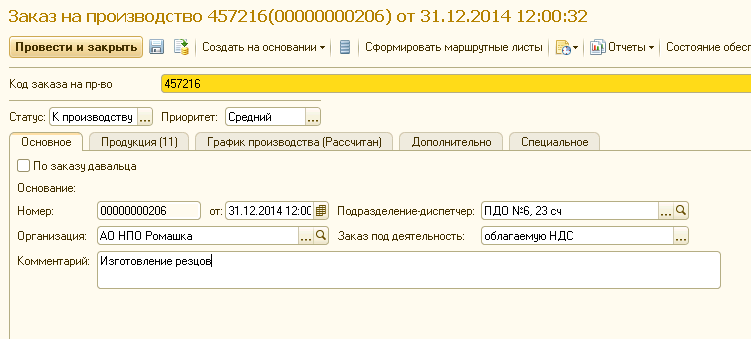 Заказ на производство 457216(00000000206) от 31.12.2014 12:00:32
Провести и закрыть Создать на основании Сформировать маршрутные листы Отчеты Состояние обесп
Код заказа на пр-во 457216
Статус: К производству ... Приоритет: Средний ...
Основное Продукция (11) График производства (Рассчитан) Дополнительно Специальное
По заказу давальца
Основание:
Номер: 00000000206 от: 31.12.2014 12:00 Подразделение-диспетчер: ПДО №6, 23 сч ...
Организация: АО НПО Ромашка ... Заказ под деятельность: облагаемую НДС ...
Комментарий: Изготовление резцов